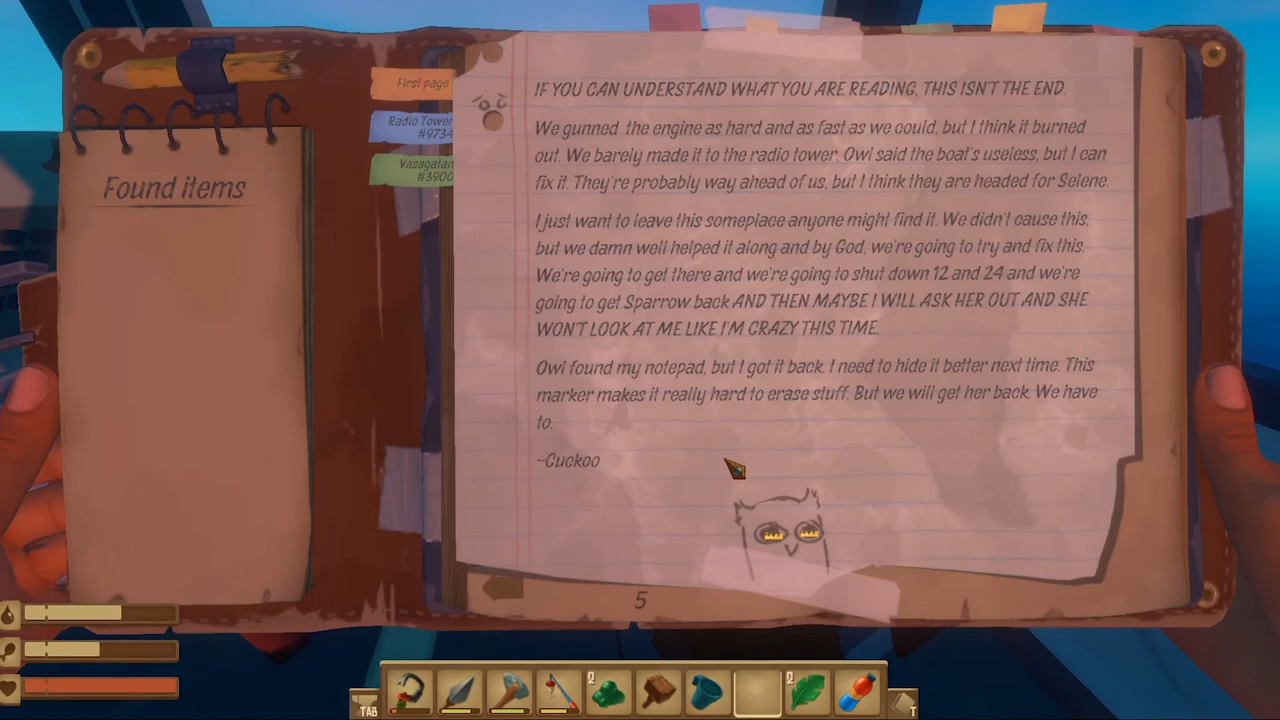 First page
Radio Tower
#9734
Vasagatan
#3900
Found items
IF YOU CAN UNDERSTAND WHAT YOU ARE READING, THIS ISN'T THE END.
We gunned the engine as hard and as fast as we could, but I think it burned
out. We barely made it to the radio tower. Owl said the boat's useless, but I can
fix it. They're probably way ahead of us, but I think they are headed for Selene.
I just want to leave this someplace anyone might find it. We didn't cause this,
but we damn well helped it along and by God, we're going to try and fix this.
We're going to get there and we're going to shut down 12 and 24 and we're
going to get Sparrow back AND THEN MAYBE I WILL ASK HER OUT AND SHE
WON'T LOOK AT ME LIKE I'M CRAZY THIS TIME.
Owl found my notepad, but I got it back. I need to hide it better next time. This
marker makes it really hard to erase stuff. But we will get her back. We have
to.
-Cuckoo
5
2
2
TAB
T